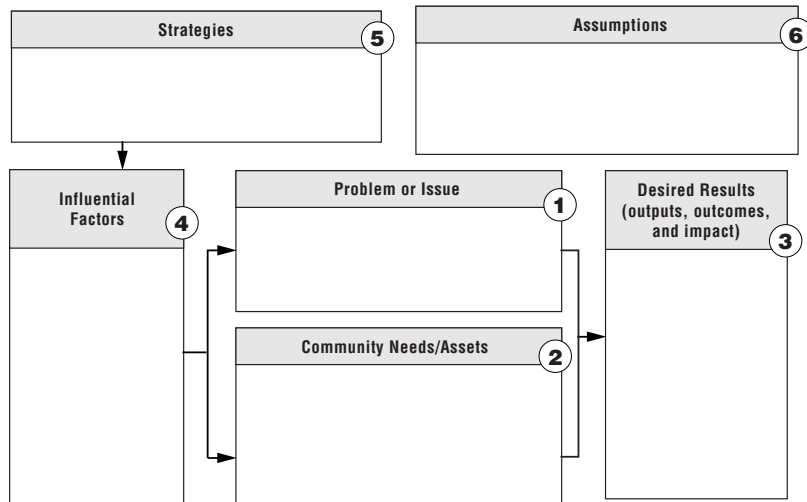 Strategies
5
Assumptions
6
Influential
Factors
4
Problem or Issue
1
Desired Results
(outputs, outcomes,
and impact)
3
Community Needs/Assets
2